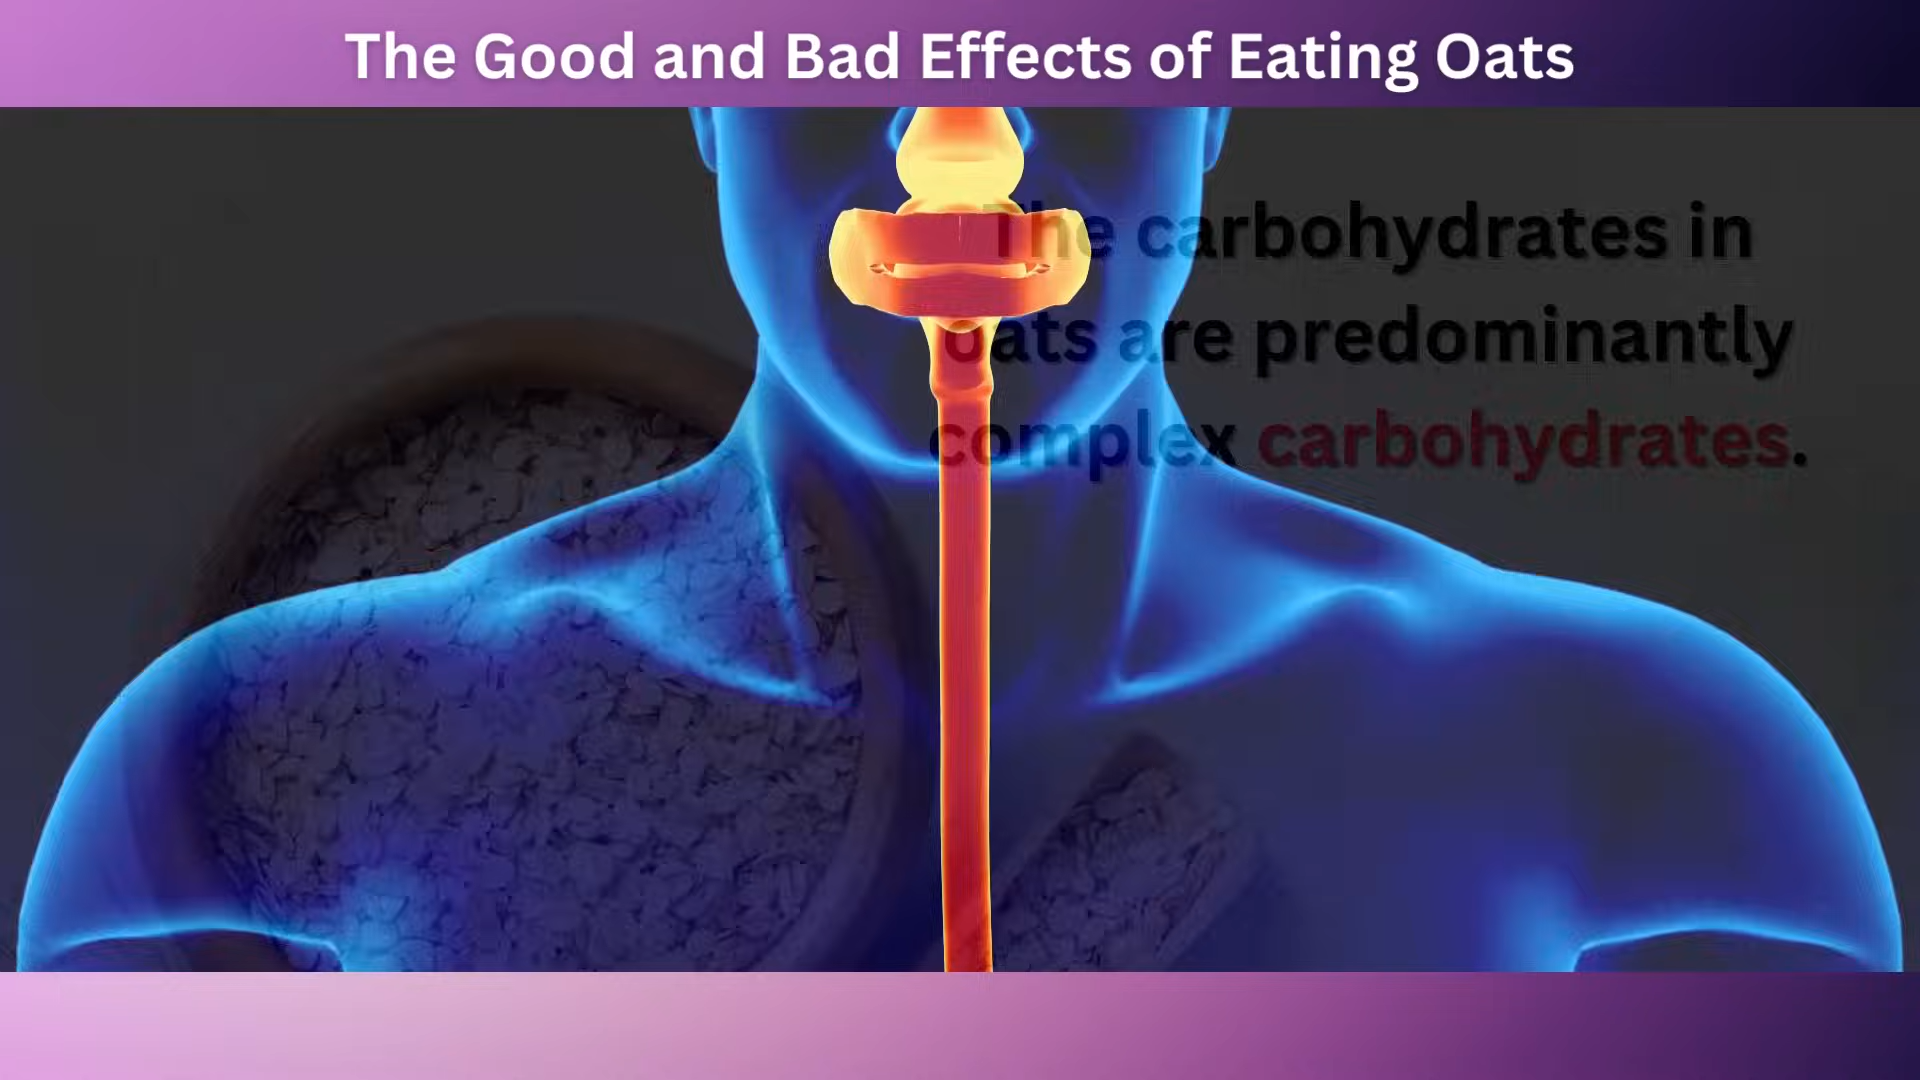 The Good and Bad Effects of Eating Oats
The carbohydrates in
oats are predominantly
complex carbohydrates.